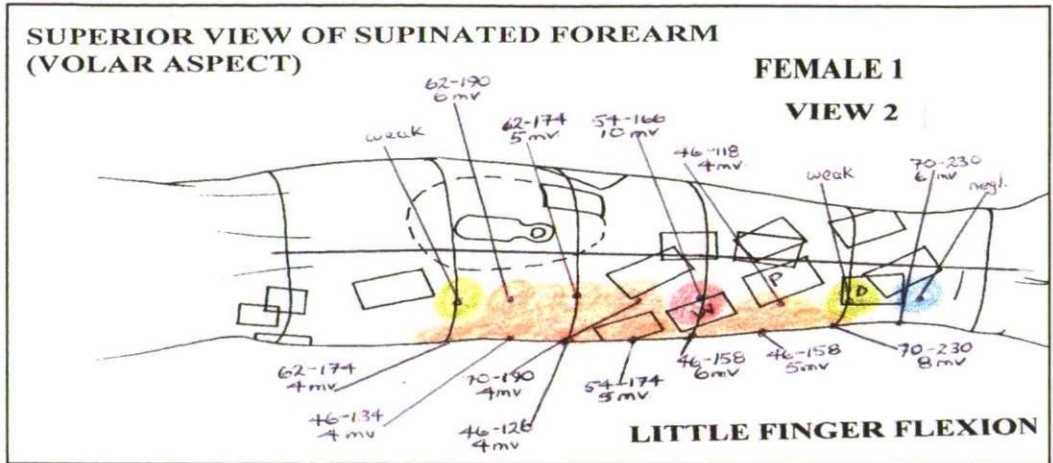 SUPERIOR VIEW OF SUPINATED FOREARM
(VOLAR ASPECT)
FEMALE 1
VIEW 2
62-190
6mv
weak
62-174
5mv
54-166
10mv
46-118
4mv
weak
70-230
6mv
negl.
P
D
W
62-174
4mv
46-134
4mv
70-190
4mv
46-126
4mv
54-174
5mv
46-158
6mv
46-158
5mv
70-230
8mv
LITTLE FINGER FLEXION